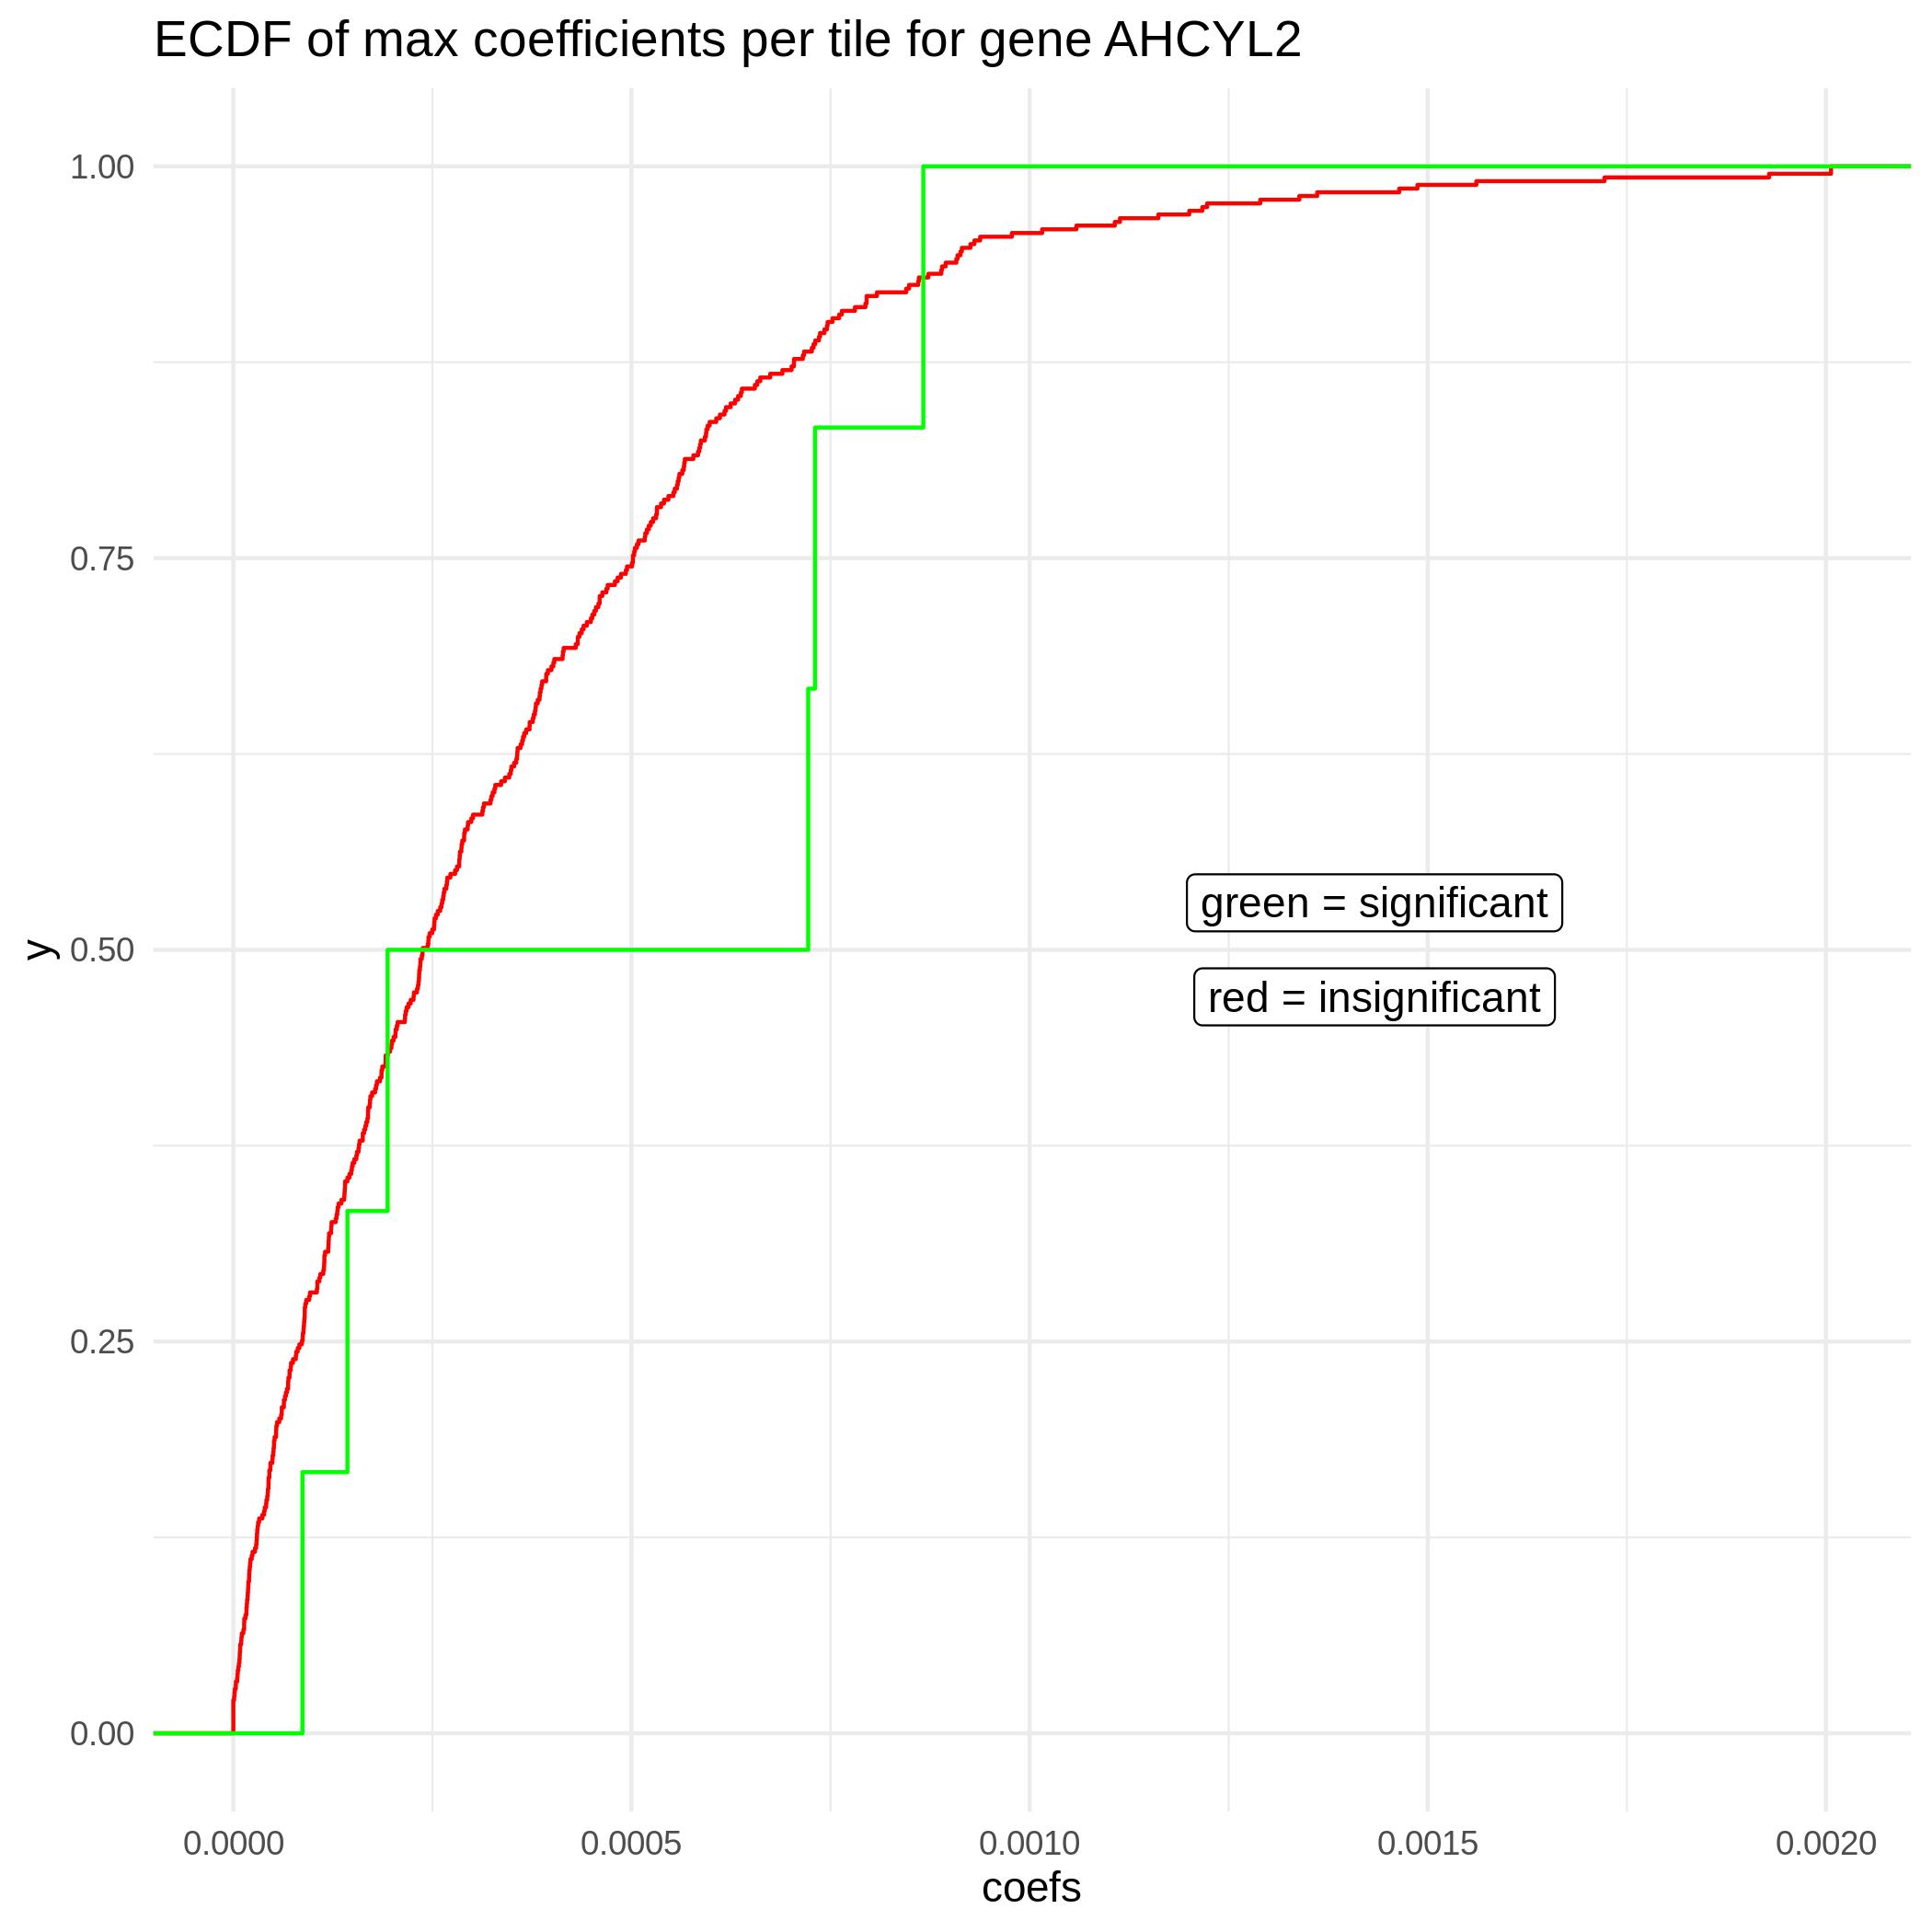 ECDF of max coefficients per tile for gene AHCYL2
1.00
0.75
0.50
0.25
0.00
y
green = significant
red = insignificant
0.0000 0.0005 0.0010 0.0015 0.0020
coefs